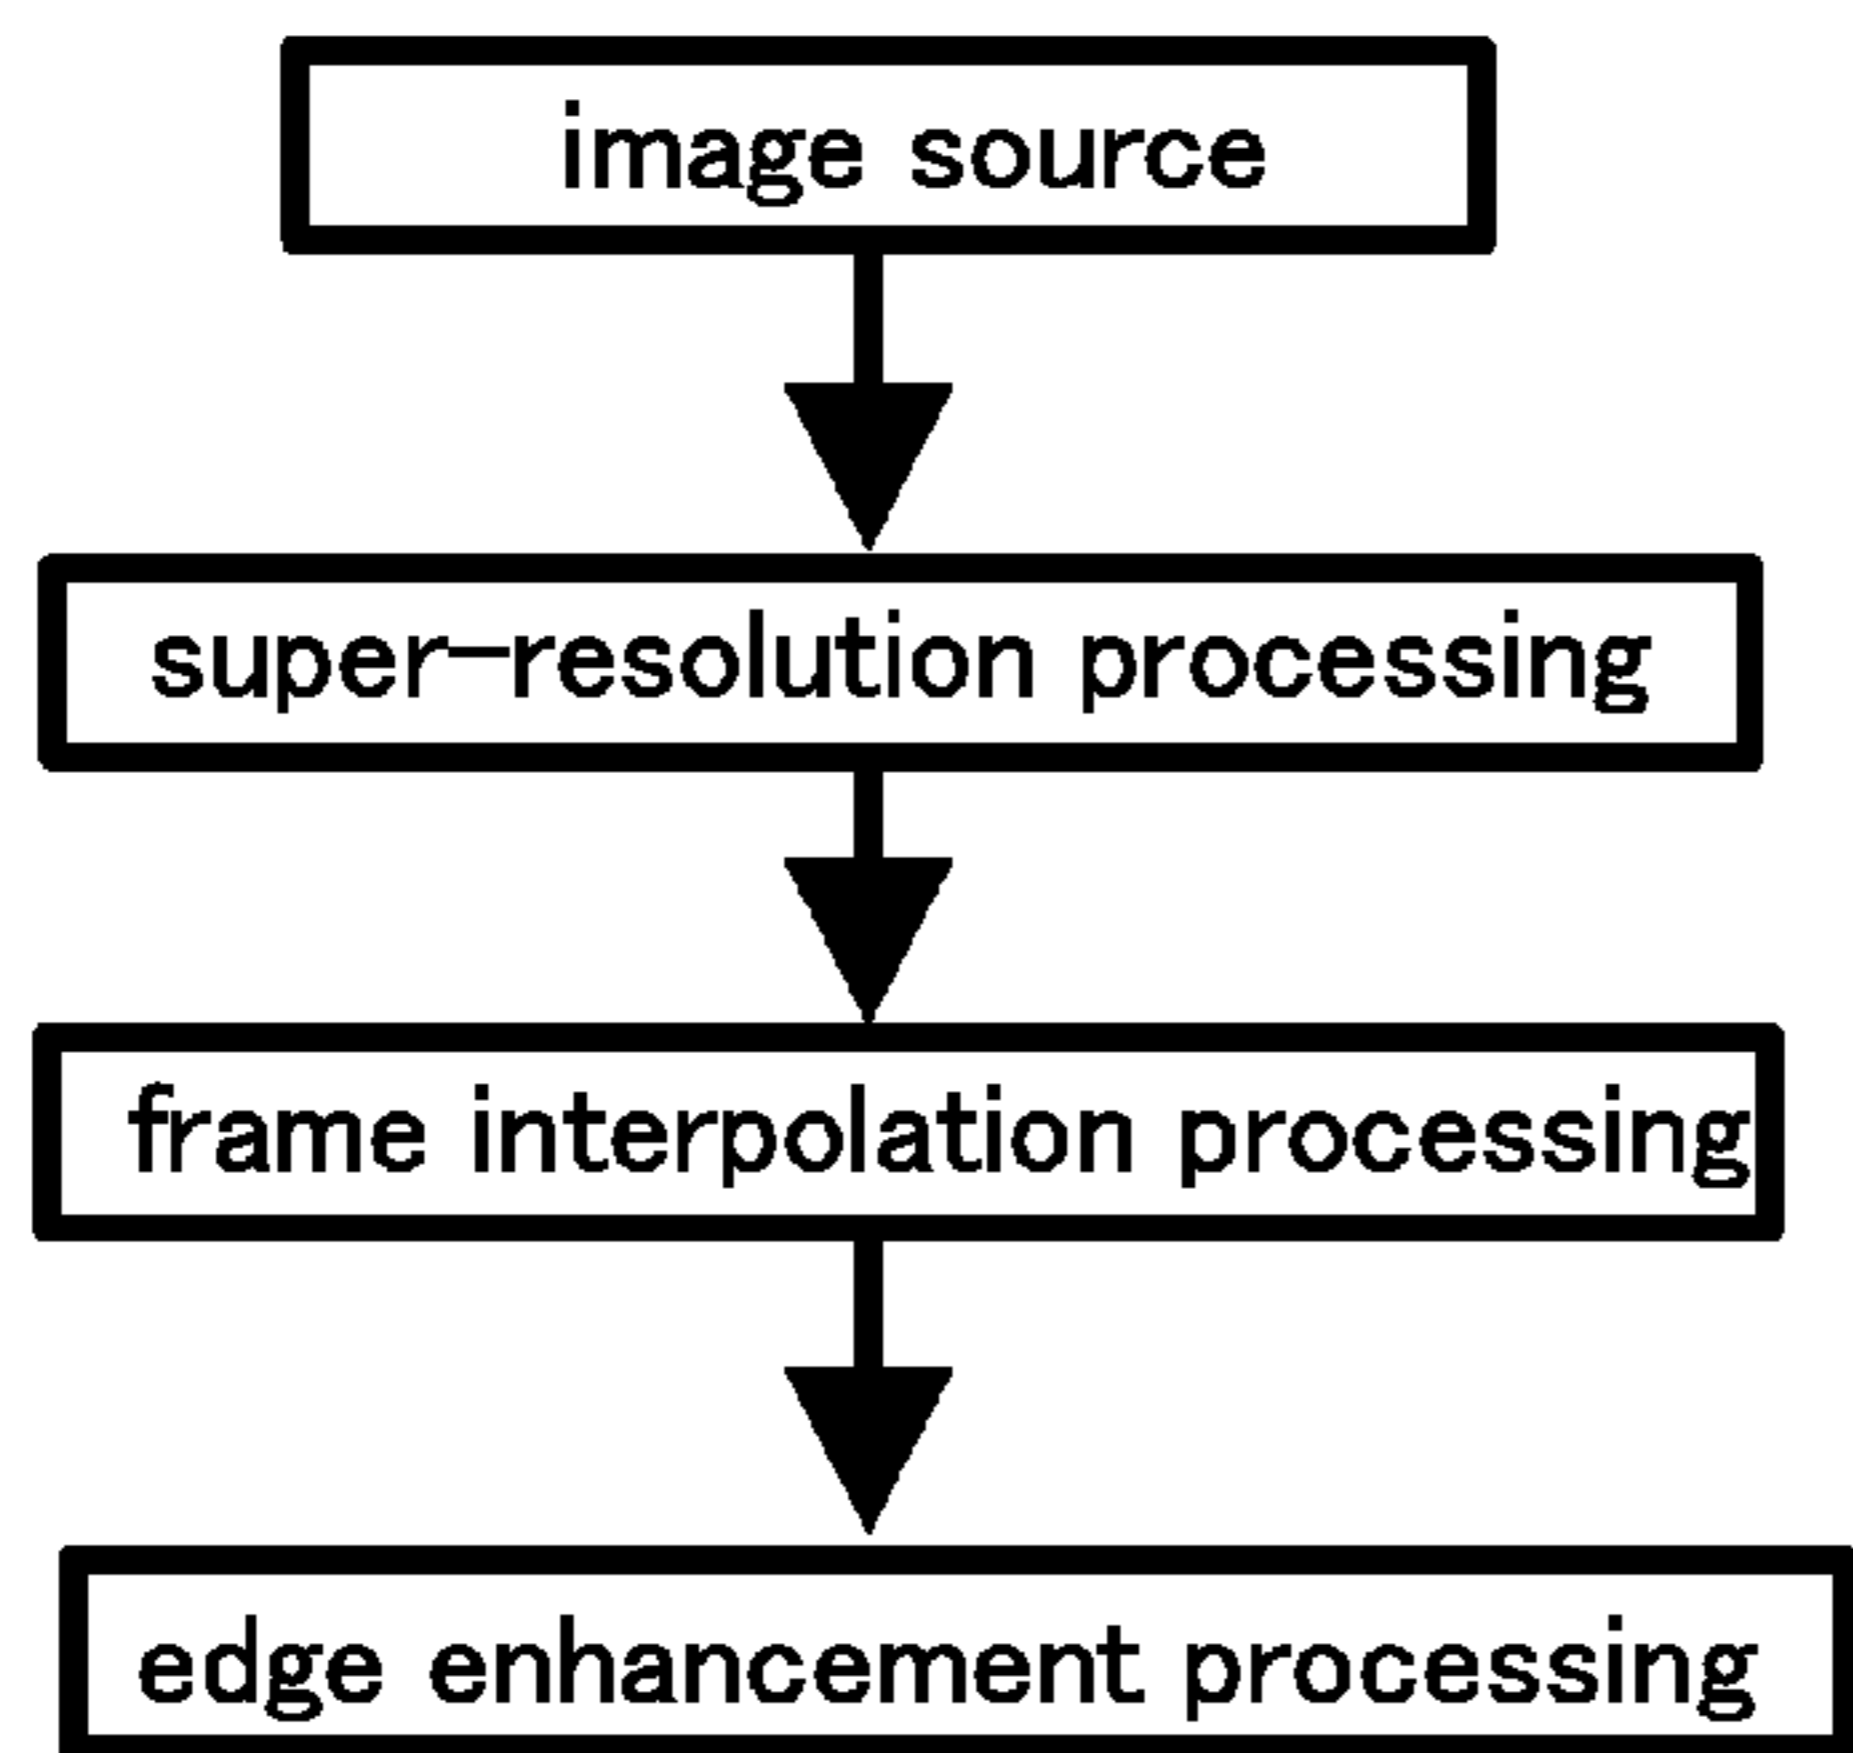 image source
super-resolution processing
frame interpolation processing
edge enhancement processing